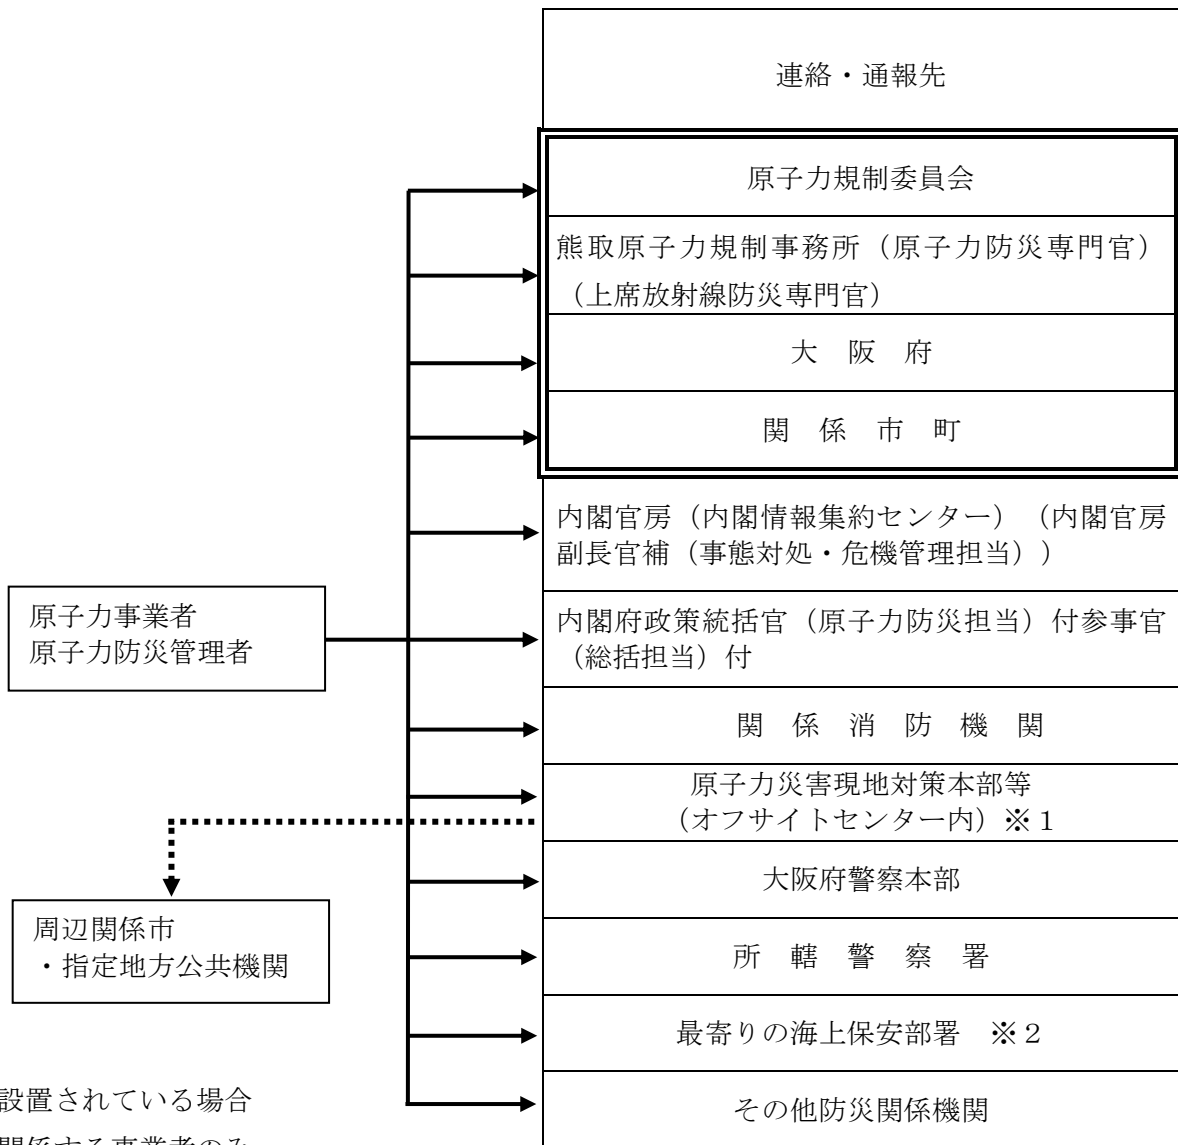 連絡・通報先
原子力規制委員会
熊取原子力規制事務所（原子力防災専門官）
（上席放射線防災専門官）
大　阪　府
関　係　市　町
内閣官房（内閣情報集約センター）（内閣官房
副長官補（事態対処・危機管理担当））
内閣府政策統括官（原子力防災担当）付参事官
（総括担当）付
関　係　消　防　機　関
原子力災害現地対策本部等
（オフサイトセンター内）※１
大阪府警察本部
所　轄　警　察　署
最寄りの海上保安部署　※２
その他防災関係機関
原子力事業者
原子力防災管理者
周辺関係市
・指定地方公共機関
設置されている場合
関係する事業者のみ